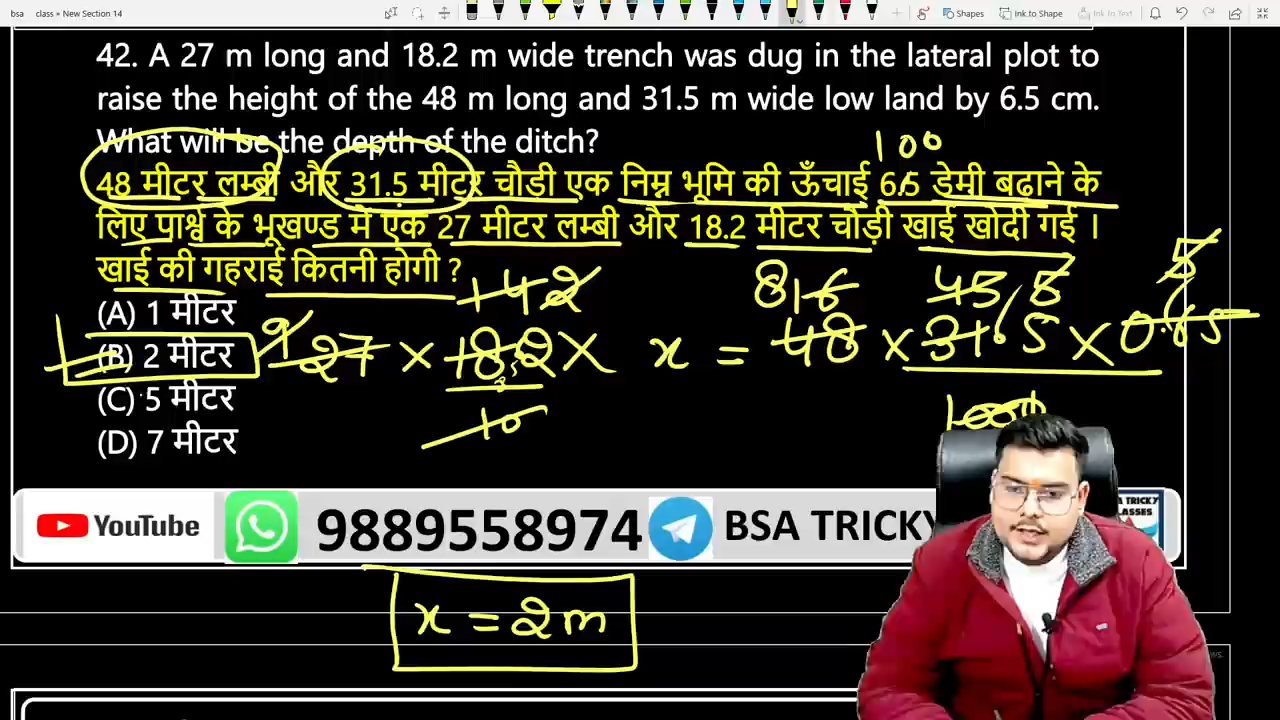 bsa class » New Section 14
Shapes Ink to Shape Ink to Text
42. A 27 m long and 18.2 m wide trench was dug in the lateral plot to
raise the height of the 48 m long and 31.5 m wide low land by 6.5 cm.
What will be the depth of the ditch?
100
48 मीटर लम्बी और 31.5 मीटर चौड़ी एक निम्न भूमि की ऊँचाई 6.5 डेमी बढ़ाने के
लिए पार्श्व के भूखण्ड में एक 27 मीटर लम्बी और 18.2 मीटर चौड़ी खाई खोदी गई ।
खाई की गहराई कितनी होगी ?
(A) 1 मीटर
(B) 2 मीटर
(C) 5 मीटर
(D) 7 मीटर
27 × 18.2 × x = 48 × 31.5 × 0.65
10
YouTube 9889558974 BSA TRICKY
x = 2m